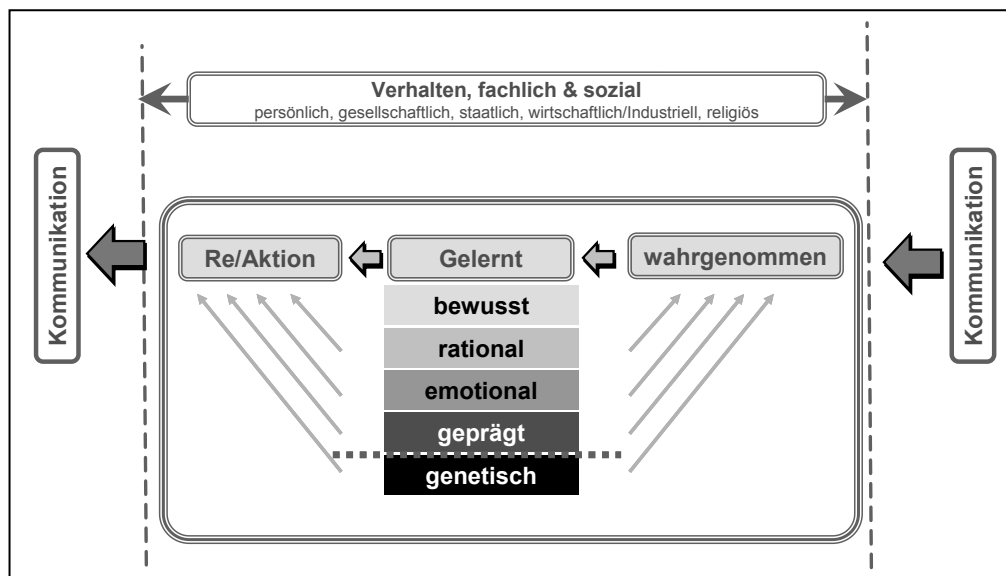 Verhalten, fachlich & sozial
persönlich, gesellschaftlich, staatlich, wirtschaftlich/Industriell, religiös
Kommunikation
Re/Aktion
Gelernt
wahrgenommen
Kommunikation
bewusst
rational
emotional
geprägt
genetisch